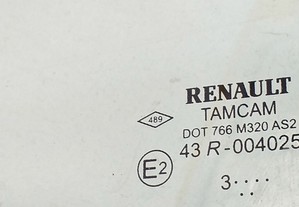 RENAULT
TAMCAM
489
DOT 766 M320 AS2
E2 43 R-004025
3····
··